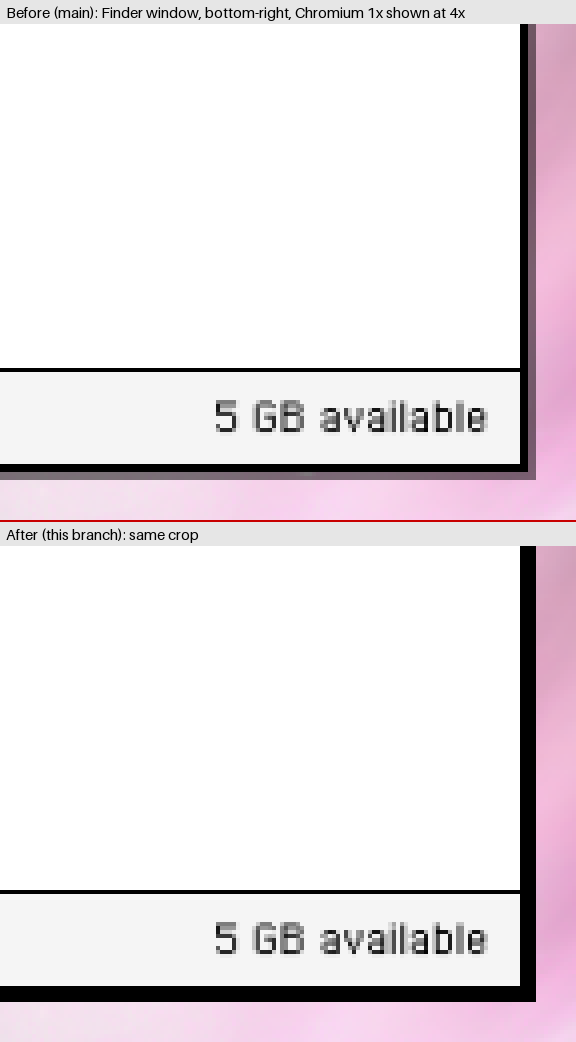 Before (main): Finder window, bottom-right, Chromium 1x shown at 4x
5 GB available
After (this branch): same crop
5 GB available